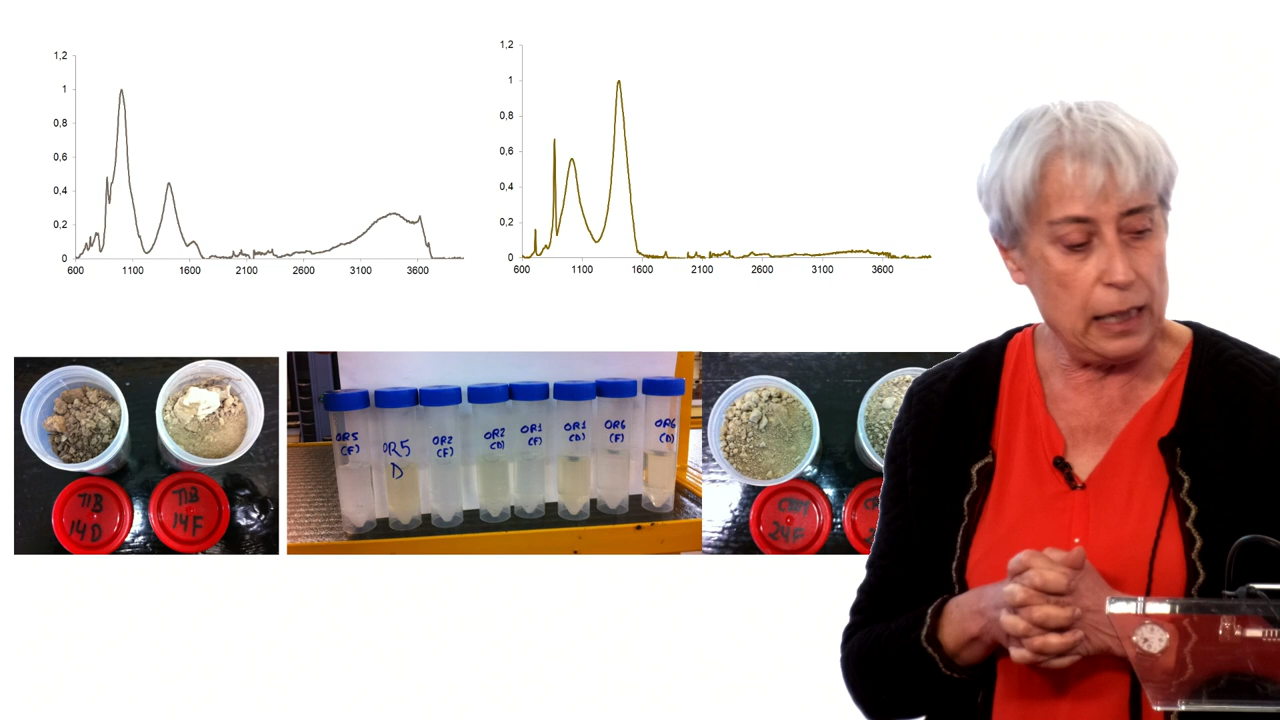 1,2
1
0,8
0,6
0,4
0,2
0
600 1100 1600 2100 2600 3100 3600
1,2
1
0,8
0,6
0,4
0,2
0
600 1100 1600 2100 2600 3100 3600
OR5 (F)
OR5 D
OR2 (F)
OR2 (D)
OR1 (F)
OR1 (D)
OR6 (F)
OR6 (D)
TIB 14D
TIB 14F
24F